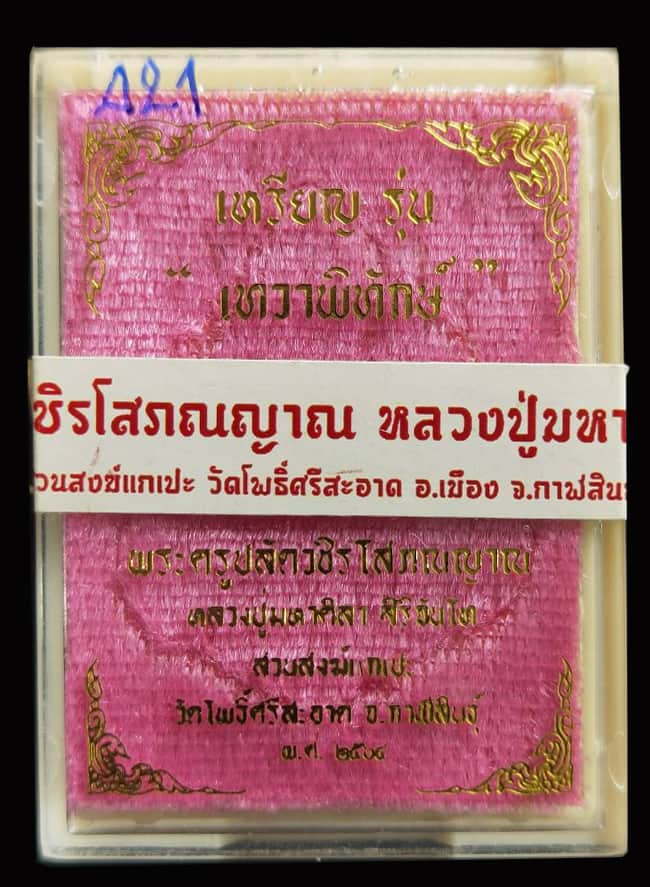 A21
เหรียญ รุ่น
“ เทวาพิทักษ์ ”
ชิรโสภณญาณ หลวงปู่มหา
วนสงฆ์แกเปะ วัดโพธิ์ศรีสะอาด อ.เมือง จ.กาฬสิน
พระครูปลัดวชิรโสภณญาณ
หลวงปู่มหาศิลา สิริจันโท
สวนสงฆ์แกเปะ
วัดโพธิ์ศรีสะอาด จ.กาฬสินธุ์
พ.ศ. ๒๕๖๔